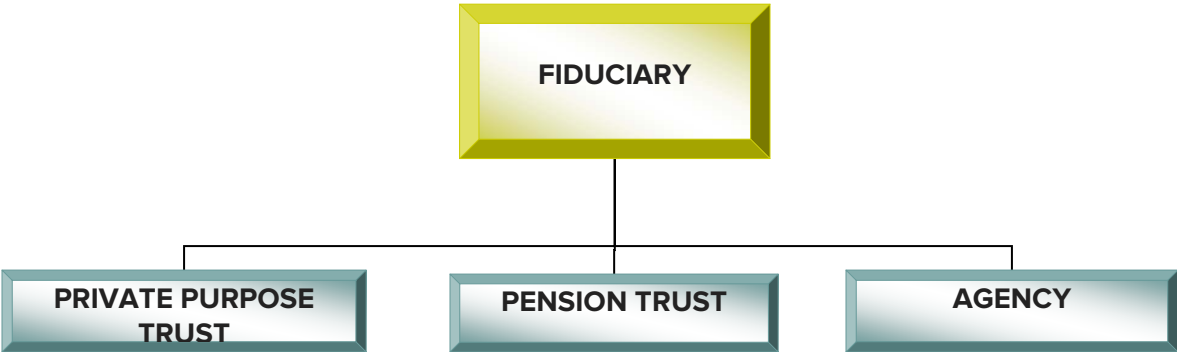 FIDUCIARY
PRIVATE PURPOSE
TRUST
PENSION TRUST
AGENCY